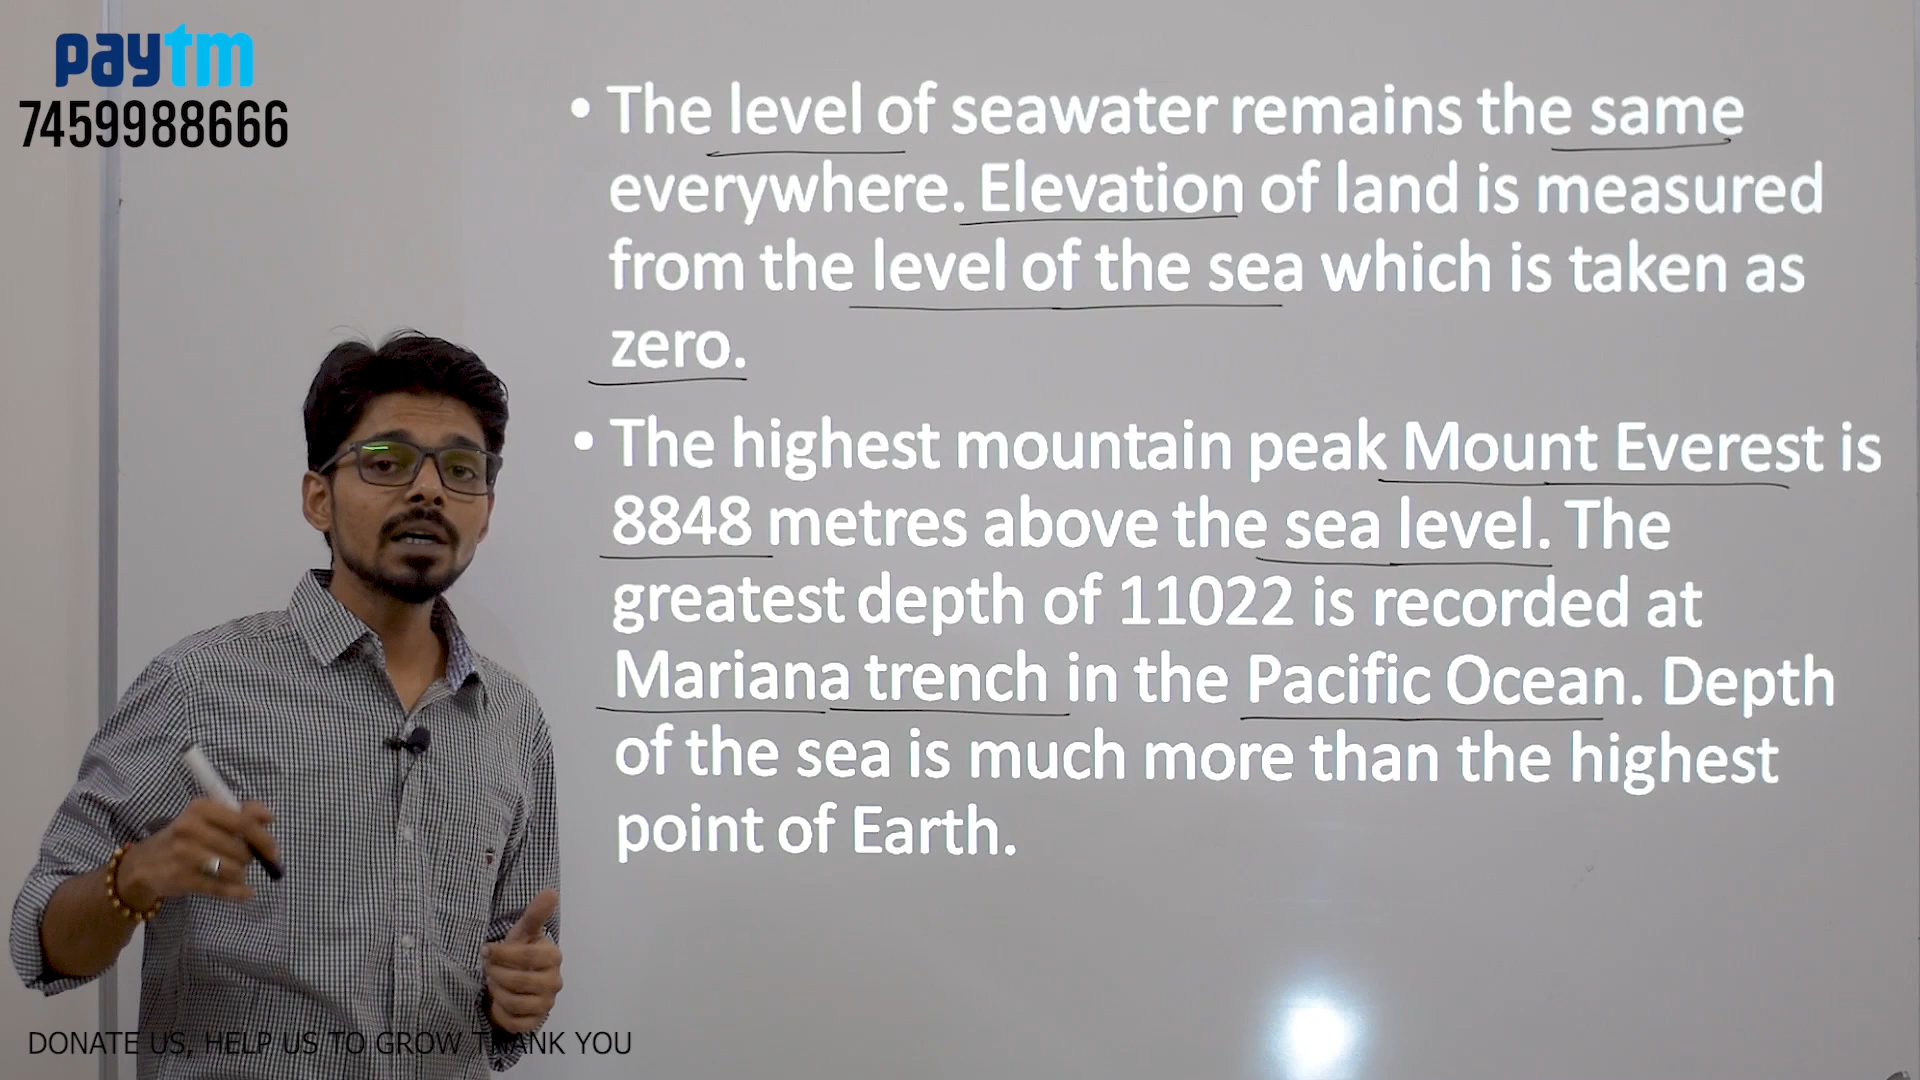 paytm
7459988666
• The level of seawater remains the same
everywhere. Elevation of land is measured
from the level of the sea which is taken as
zero.
• The highest mountain peak Mount Everest is
8848 metres above the sea level. The
greatest depth of 11022 is recorded at
Mariana trench in the Pacific Ocean. Depth
of the sea is much more than the highest
point of Earth.
DONATE US, HELP US TO GROW THANK YOU